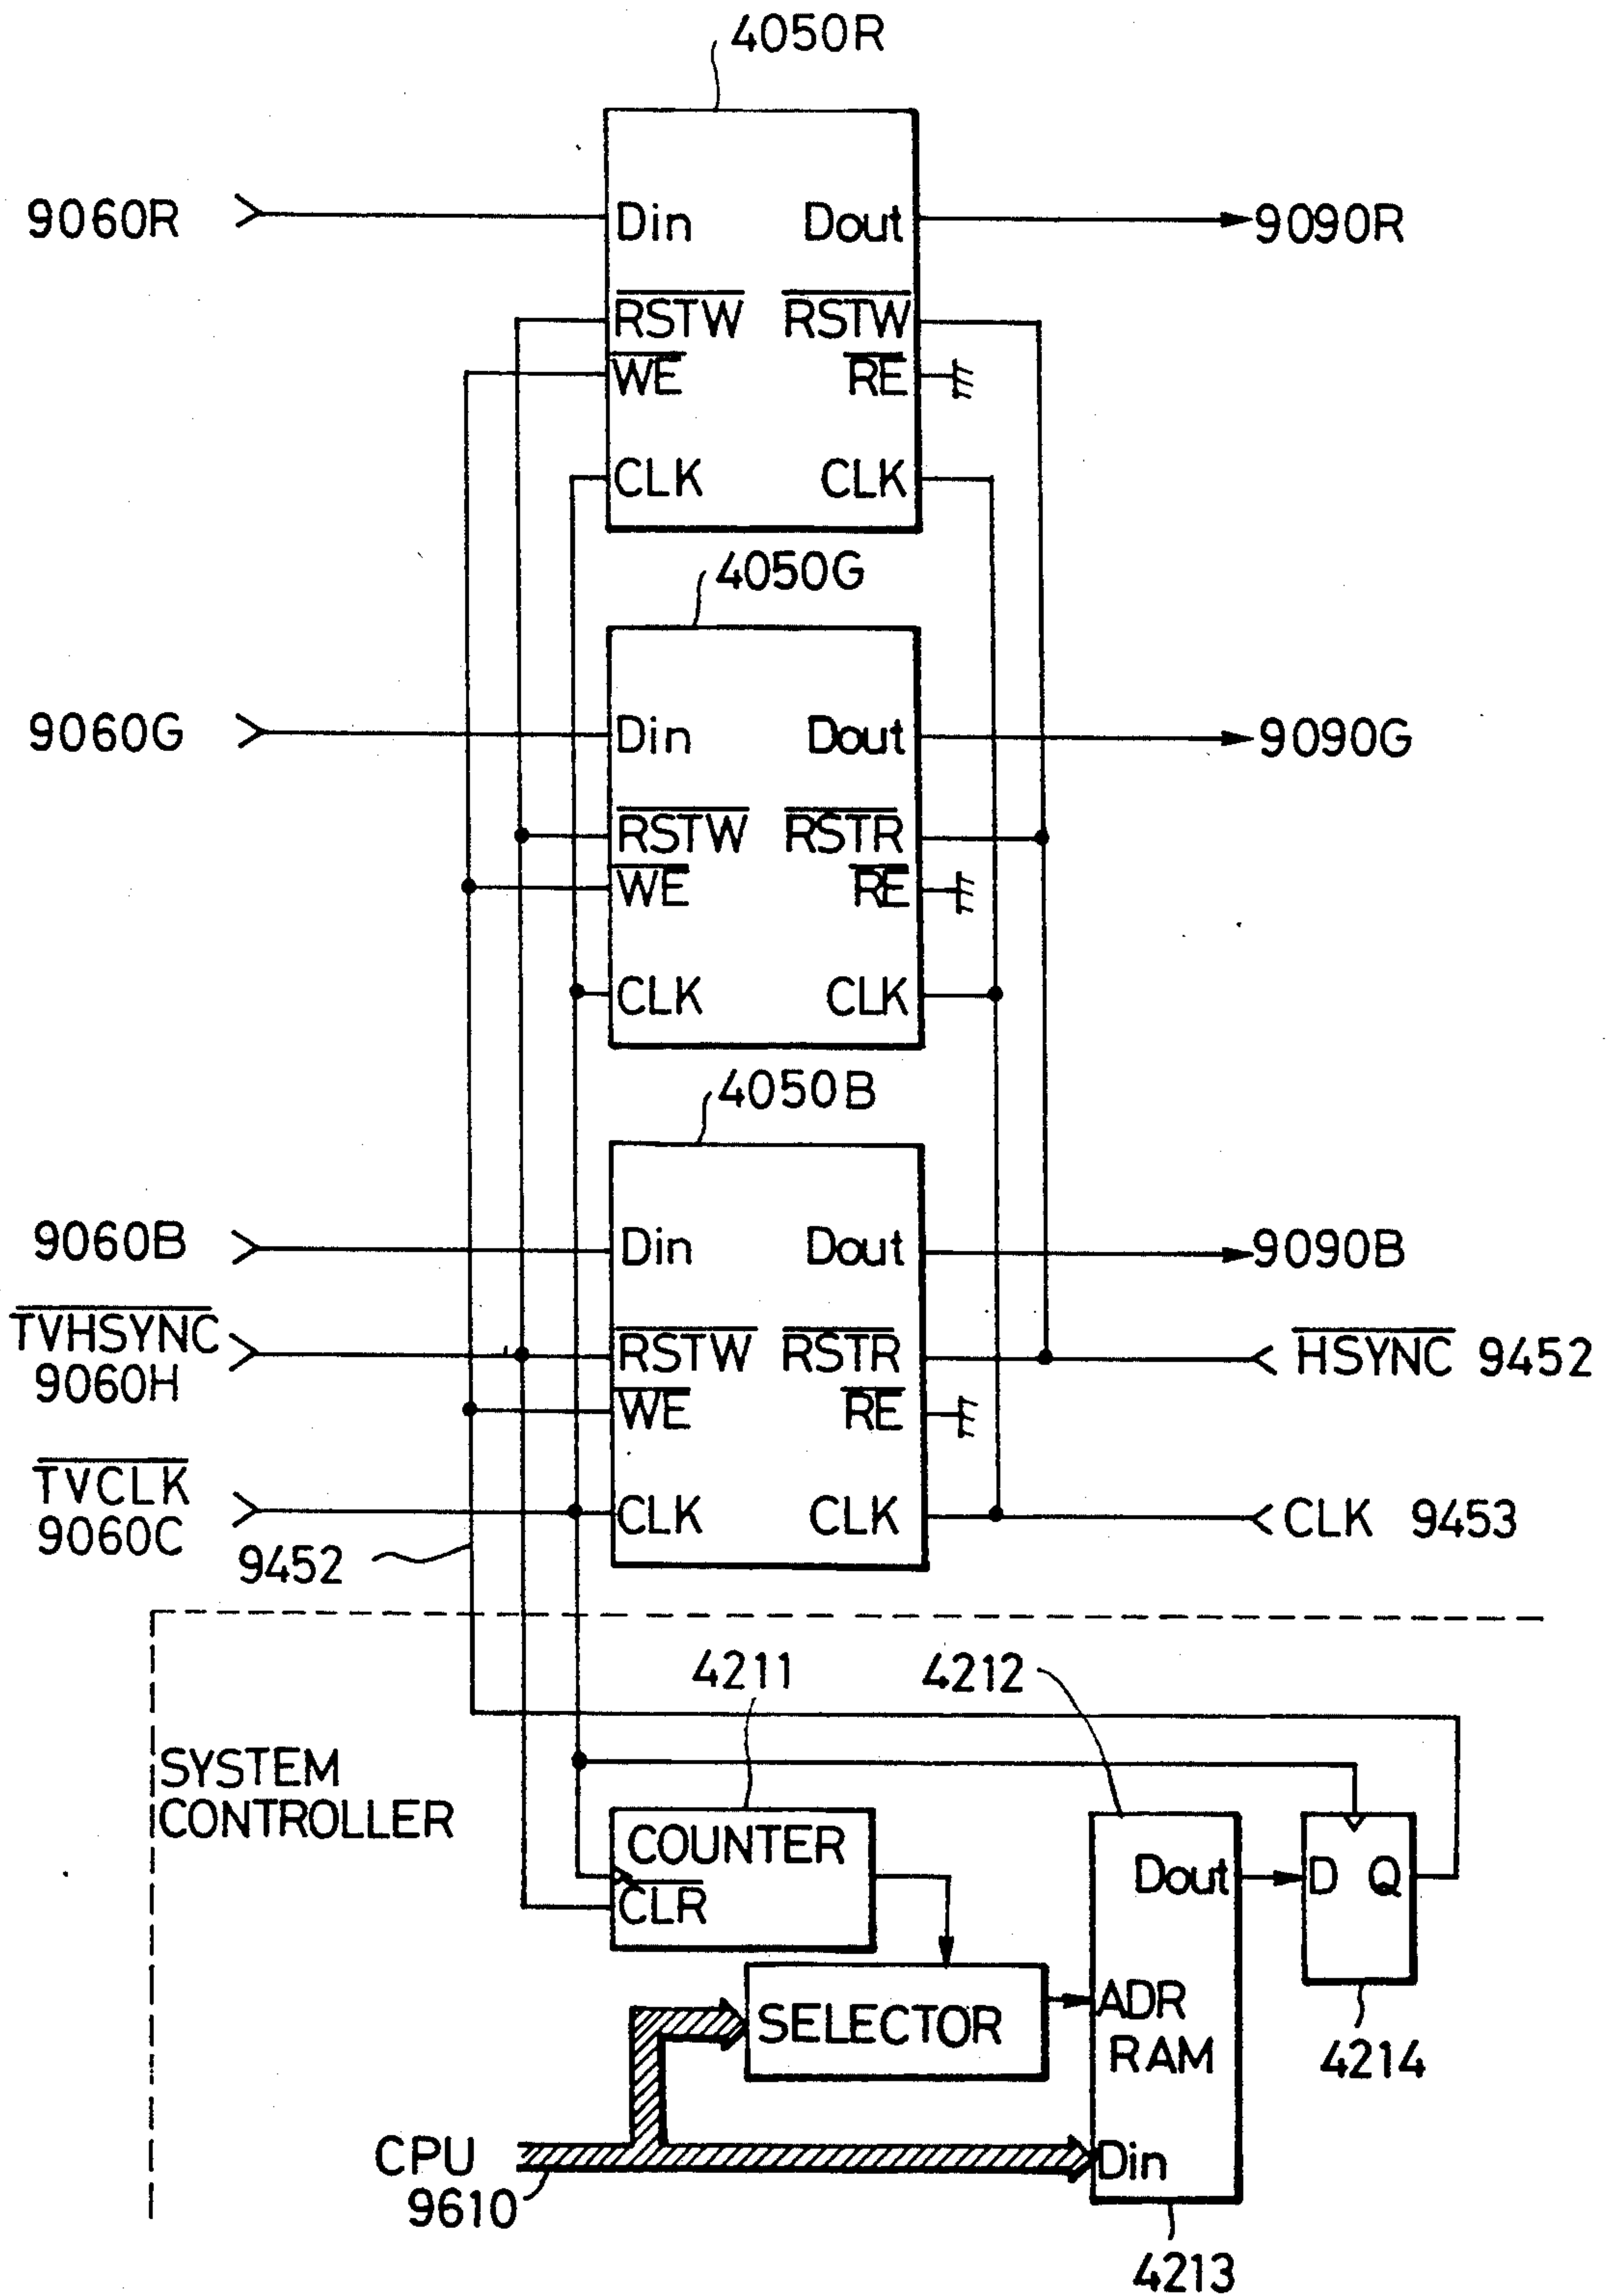 4050R
9060R
Din Dout
9090R
RSTW RSTW
WE RE
CLK CLK
4050G
9060G
Din Dout
9090G
RSTW RSTR
WE RE
CLK CLK
4050B
9060B
Din Dout
9090B
TVHSYNC
9060H
RSTW RSTR
HSYNC 9452
WE RE
TVCLK
9060C
CLK CLK
CLK 9453
9452
4211
4212
SYSTEM
CONTROLLER
COUNTER
CLR
Dout
D Q
SELECTOR
ADR
RAM
4214
CPU
9610
Din
4213